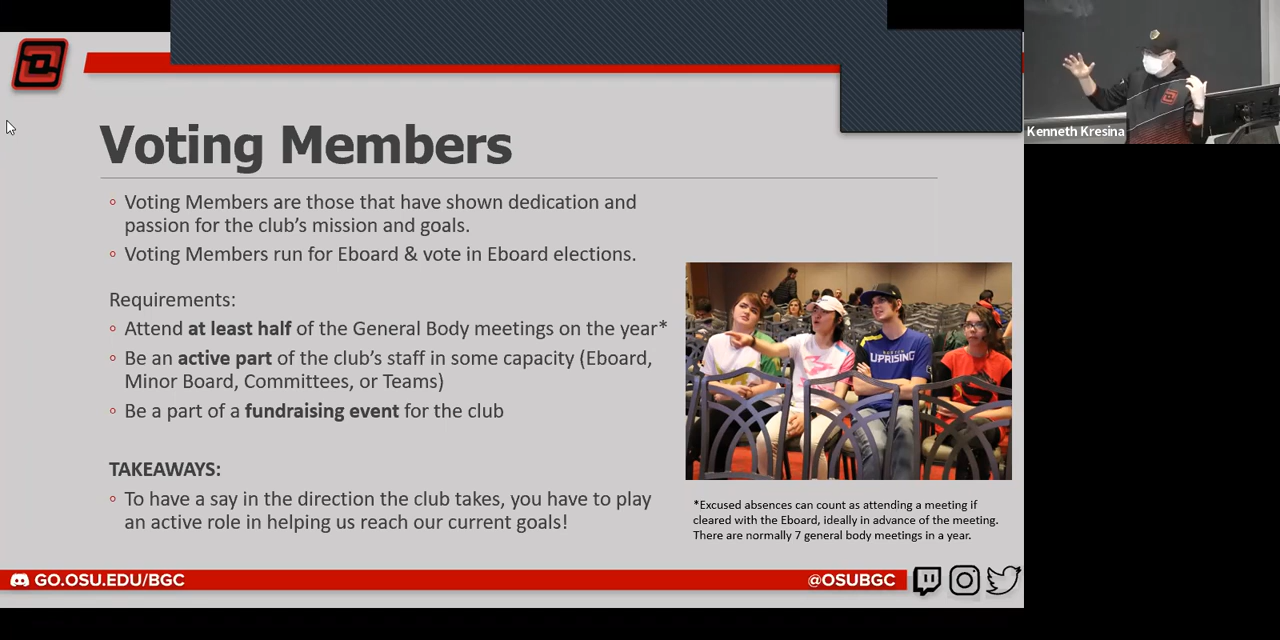 Kenneth Kresina
Voting Members
Voting Members are those that have shown dedication and
passion for the club's mission and goals.
Voting Members run for Eboard & vote in Eboard elections.
Requirements:
Attend at least half of the General Body meetings on the year*
Be an active part of the club's staff in some capacity (Eboard,
Minor Board, Committees, or Teams)
Be a part of a fundraising event for the club
TAKEAWAYS:
To have a say in the direction the club takes, you have to play
an active role in helping us reach our current goals!
UPRISING
*Excused absences can count as attending a meeting if
cleared with the Eboard, ideally in advance of the meeting.
There are normally 7 general body meetings in a year.
GO.OSU.EDU/BGC
@OSUBGC